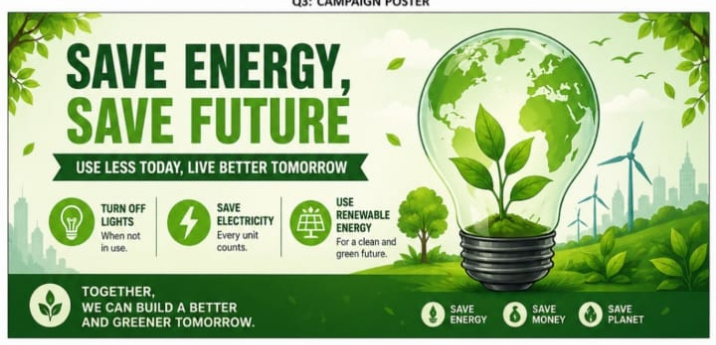 Q3: CAMPAIGN POSTER
SAVE ENERGY,
SAVE FUTURE
USE LESS TODAY, LIVE BETTER TOMORROW
TURN OFF
LIGHTS
When not
in use.
SAVE
ELECTRICITY
Every unit
counts.
USE
RENEWABLE
ENERGY
For a clean and
green future.
TOGETHER,
WE CAN BUILD A BETTER
AND GREENER TOMORROW.
SAVE
ENERGY
SAVE
MONEY
SAVE
PLANET